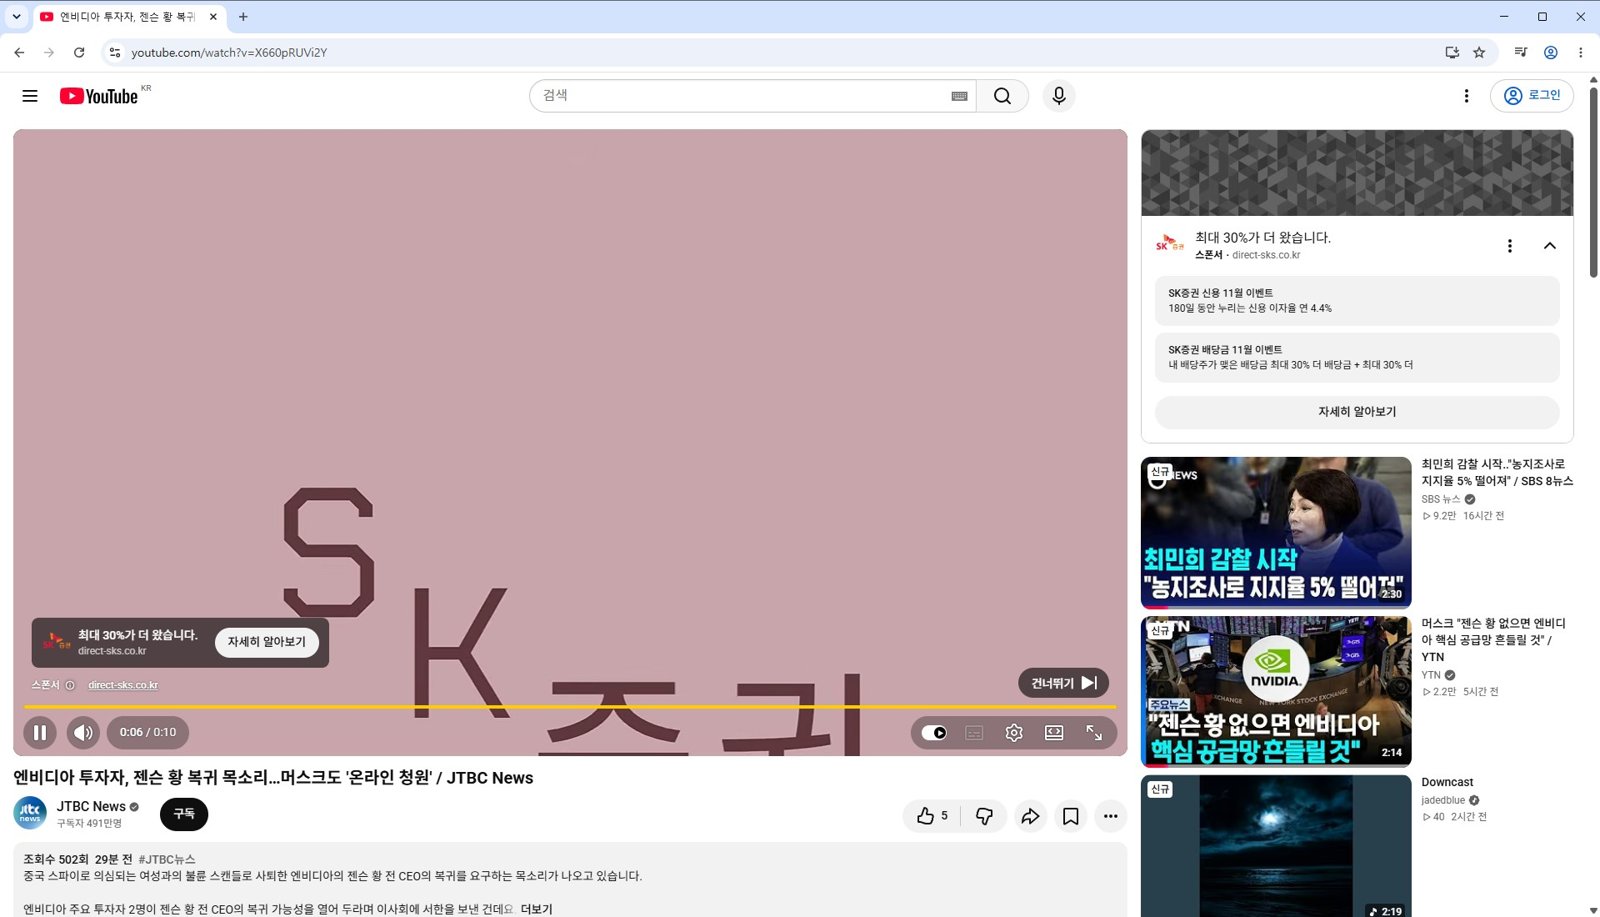 엔비디아 투자자, 젠슨 황 복귀
youtube.com/watch?v=X660pRUVi2Y
YouTube KR
검색
로그인
SK증권
최대 30%가 더 왔습니다.
direct-sks.co.kr
자세히 알아보기
스폰서
direct-sks.co.kr
건너뛰기
0:06 / 0:10
엔비디아 투자자, 젠슨 황 복귀 목소리...머스크도 '온라인 청원' / JTBC News
jtbc news
JTBC News
구독자 491만명
구독
5
조회수 502회 29분 전 #JTBC뉴스
중국 스파이로 의심되는 여성과의 불륜 스캔들로 사퇴한 엔비디아의 젠슨 황 전 CEO의 복귀를 요구하는 목소리가 나오고 있습니다.
엔비디아 주요 투자자 2명이 젠슨 황 전 CEO의 복귀 가능성을 열어 두라며 이사회에 서한을 보낸 건데요. 더보기
SK증권
최대 30%가 더 왔습니다.
스폰서 · direct-sks.co.kr
SK증권 신용 11월 이벤트
180일 동안 누리는 신용 이자율 연 4.4%
SK증권 배당금 11월 이벤트
내 배당주가 맺은 배당금 최대 30% 더 배당금 + 최대 30% 더
자세히 알아보기
신규
NEWS
최민희 감찰 시작
"농지조사로 지지율 5% 떨어져"
2:30
최민희 감찰 시작.."농지조사로 지지율 5% 떨어져" / SBS 8뉴스
SBS 뉴스
9.2만 16시간 전
신규
YTN
NVIDIA.
주요뉴스
"젠슨 황 없으면 엔비디아
핵심 공급망 흔들릴 것"
2:14
머스크 "젠슨 황 없으면 엔비디아 핵심 공급망 흔들릴 것" / YTN
YTN
2.2만 5시간 전
신규
2:19
Downcast
jadedblue
40 2시간 전